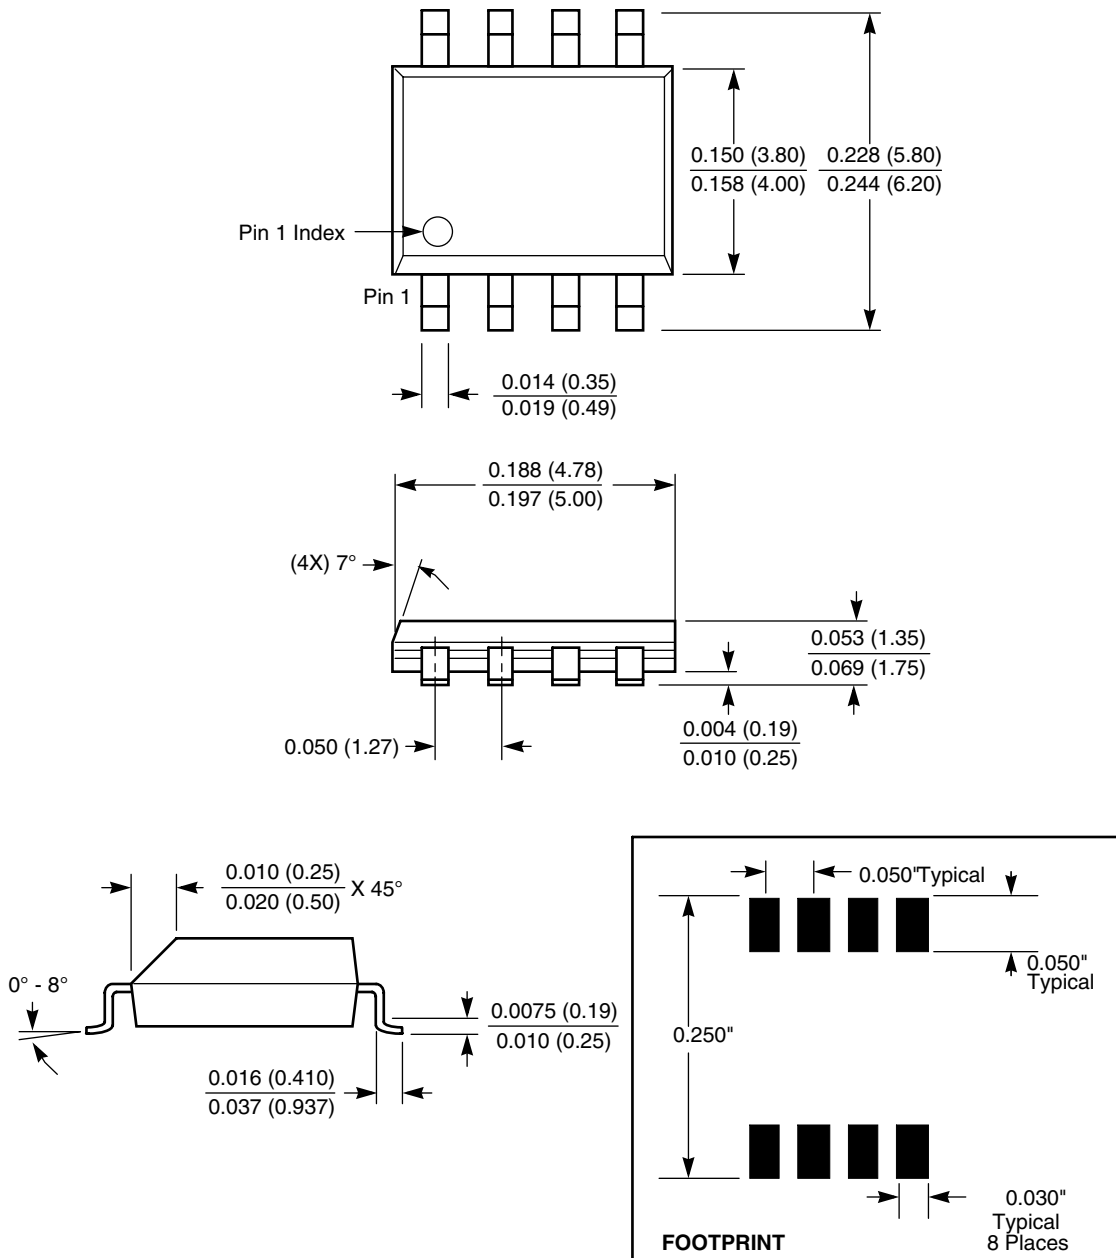 0.150 (3.80) 0.228 (5.80)
0.158 (4.00) 0.244 (6.20)
Pin 1 Index
Pin 1
0.014 (0.35)
0.019 (0.49)
0.188 (4.78)
0.197 (5.00)
(4X) 7°
0.053 (1.35)
0.069 (1.75)
0.004 (0.19)
0.010 (0.25)
0.050 (1.27)
0.010 (0.25)
0.020 (0.50)
X 45°
0° - 8°
0.0075 (0.19)
0.010 (0.25)
0.016 (0.410)
0.037 (0.937)
0.050"Typical
0.050"
Typical
0.250"
0.030"
Typical
8 Places
FOOTPRINT